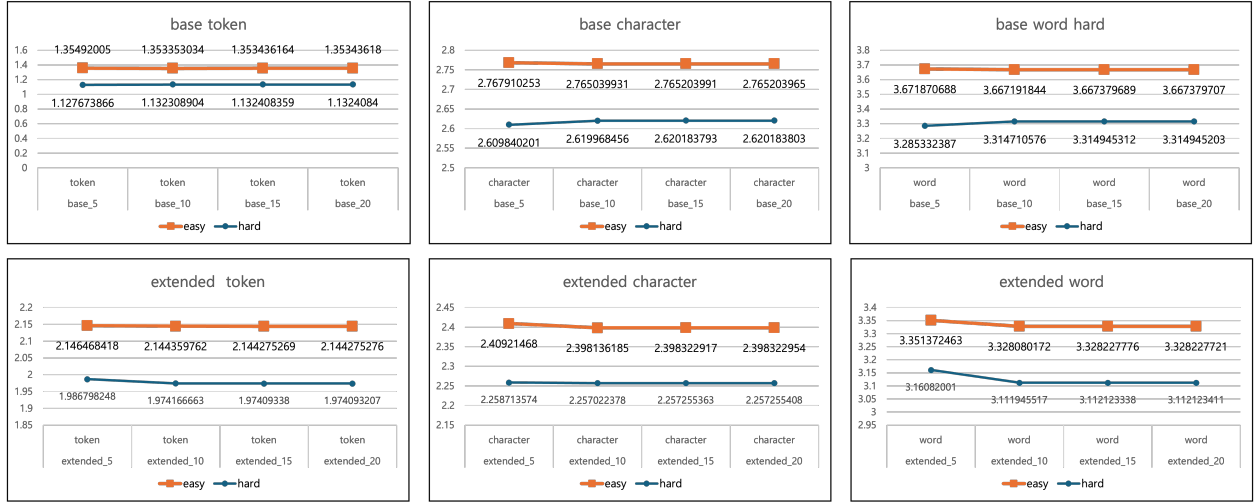 base token
1.6
1.4
1.2
1
0.8
0.6
0.4
0.2
0
1.35492005 1.353353034 1.353436164 1.35343618
1.127673866 1.132308904 1.132408359 1.1324084
token token token token
base_5 base_10 base_15 base_20
easy hard
base character
2.8
2.75
2.7
2.65
2.6
2.55
2.5
2.767910253 2.765039931 2.765203991 2.765203965
2.609840201 2.619968456 2.620183793 2.620183803
character character character character
base_5 base_10 base_15 base_20
easy hard
base word hard
3.8
3.7
3.6
3.5
3.4
3.3
3.2
3.1
3
3.671870688 3.667191844 3.667379689 3.667379707
3.285332387 3.314710576 3.314945312 3.314945203
word word word word
base_5 base_10 base_15 base_20
easy hard
extended token
2.2
2.15
2.1
2.05
2
1.95
1.9
1.85
2.146468418 2.144359762 2.144275269 2.144275276
1.986798248 1.974166663 1.97409338 1.974093207
token token token token
extended_5 extended_10 extended_15 extended_20
easy hard
extended character
2.45
2.4
2.35
2.3
2.25
2.2
2.15
2.40921468 2.398136185 2.398322917 2.398322954
2.258713574 2.257022378 2.257255363 2.257255408
character character character character
extended_5 extended_10 extended_15 extended_20
easy hard
extended word
3.4
3.35
3.3
3.25
3.2
3.15
3.1
3.05
3
2.95
3.351372463 3.328080172 3.328227776 3.328227721
3.16082001 3.111945517 3.112123338 3.112123411
word word word word
extended_5 extended_10 extended_15 extended_20
easy hard